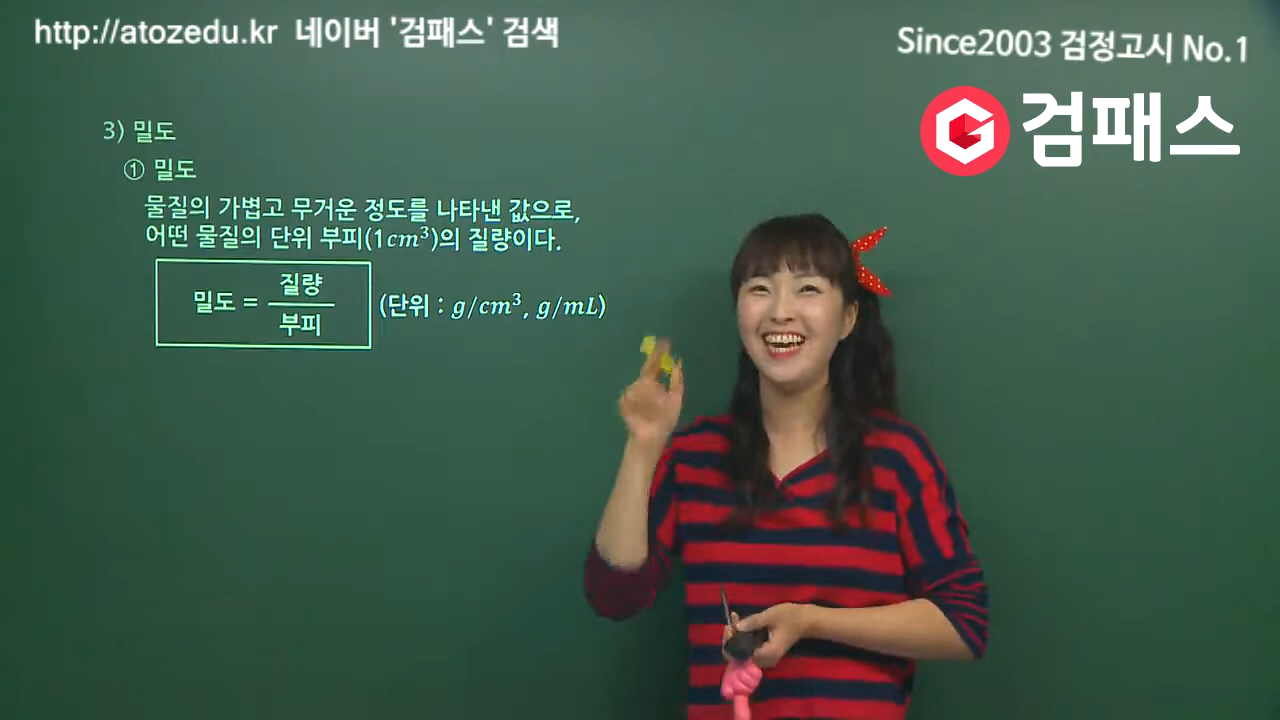 http://atozedu.kr 네이버 '검패스' 검색
Since2003 검정고시 No.1
검패스
3) 밀도
① 밀도
물질의 가볍고 무거운 정도를 나타낸 값으로,
어떤 물질의 단위 부피(1cm³)의 질량이다.
밀도 = 질량 / 부피 (단위 : g/cm³, g/mL)